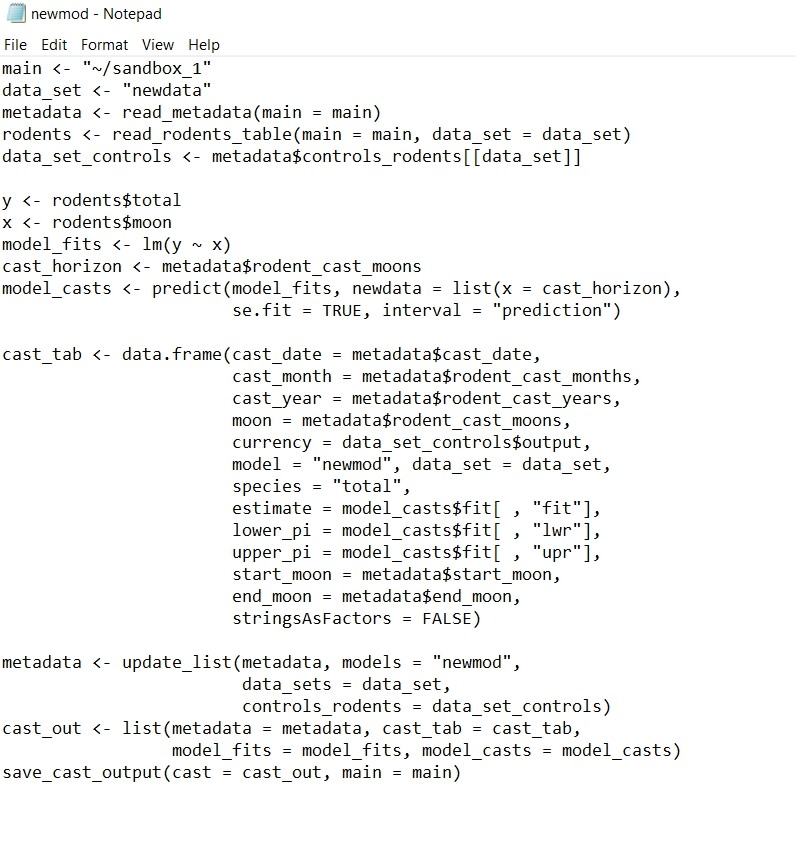 newmod - Notepad
File Edit Format View Help
main <- "~/sandbox_1"
data_set <- "newdata"
metadata <- read_metadata(main = main)
rodents <- read_rodents_table(main = main, data_set = data_set)
data_set_controls <- metadata$controls_rodents[[data_set]]

y <- rodents$total
x <- rodents$moon
model_fits <- lm(y ~ x)
cast_horizon <- metadata$rodent_cast_moons
model_casts <- predict(model_fits, newdata = list(x = cast_horizon),
                       se.fit = TRUE, interval = "prediction")

cast_tab <- data.frame(cast_date = metadata$cast_date,
                       cast_month = metadata$rodent_cast_months,
                       cast_year = metadata$rodent_cast_years,
                       moon = metadata$rodent_cast_moons,
                       currency = data_set_controls$output,
                       model = "newmod", data_set = data_set,
                       species = "total",
                       estimate = model_casts$fit[ , "fit"],
                       lower_pi = model_casts$fit[ , "lwr"],
                       upper_pi = model_casts$fit[ , "upr"],
                       start_moon = metadata$start_moon,
                       end_moon = metadata$end_moon,
                       stringsAsFactors = FALSE)

metadata <- update_list(metadata, models = "newmod",
                        data_sets = data_set,
                        controls_rodents = data_set_controls)
cast_out <- list(metadata = metadata, cast_tab = cast_tab,
                 model_fits = model_fits, model_casts = model_casts)
save_cast_output(cast = cast_out, main = main)